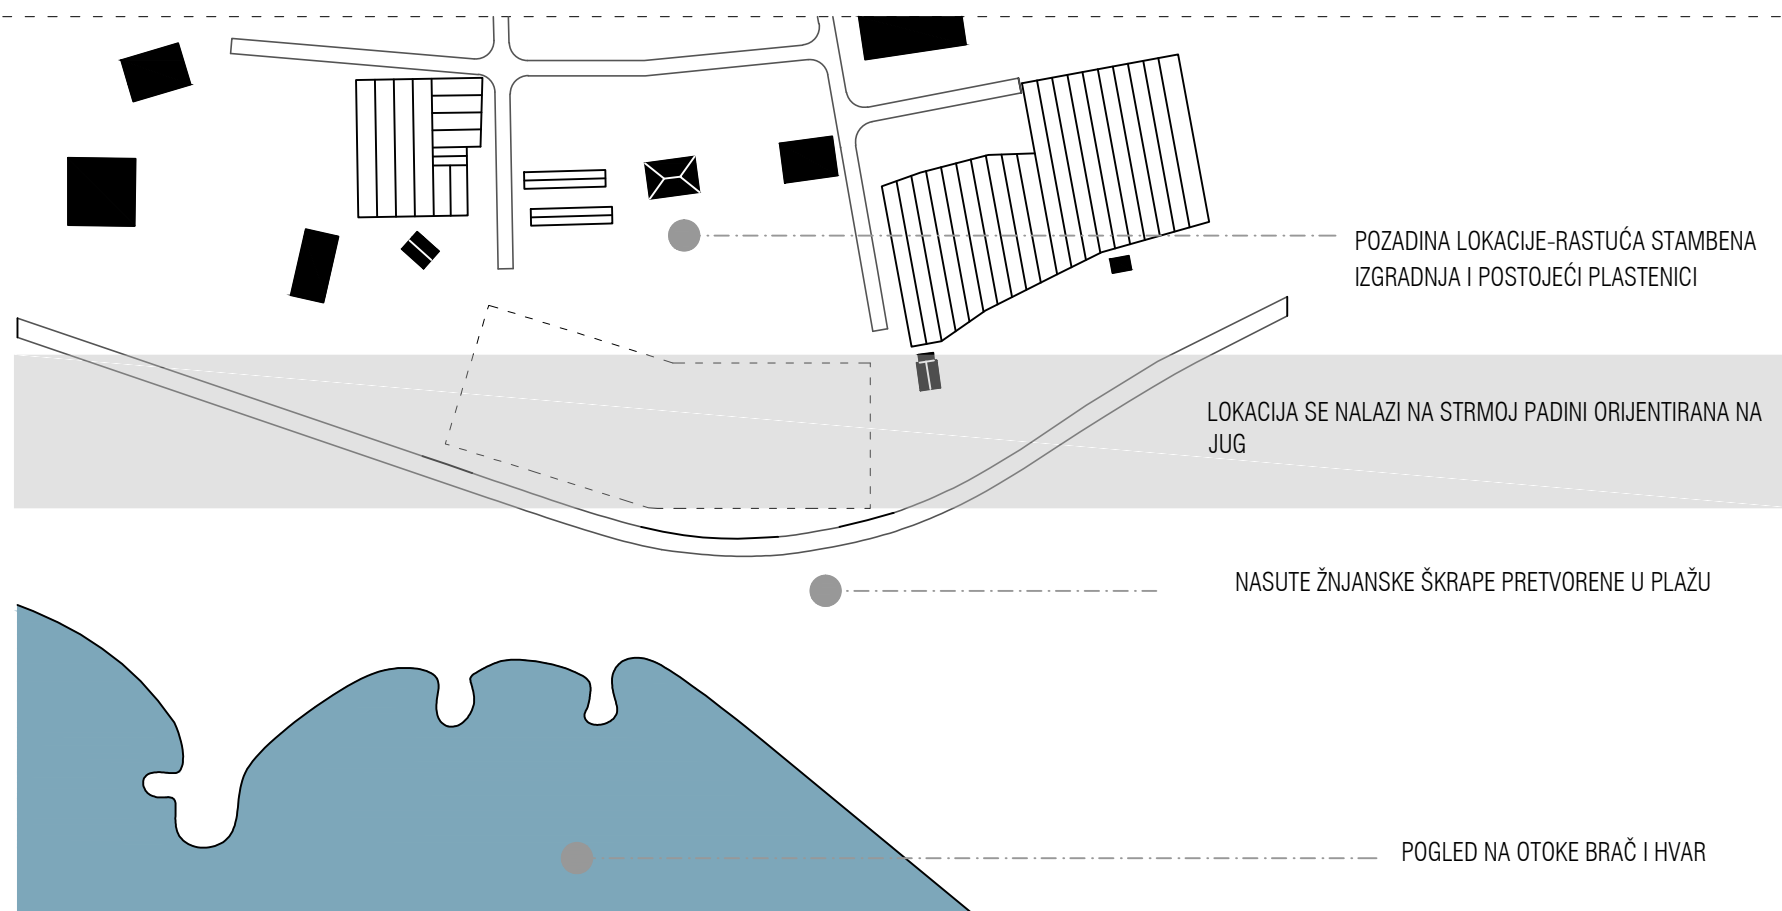 POZADINA LOKACIJE-RASTUĆA STAMBENA
IZGRADNJA I POSTOJEĆI PLASTENICI
LOKACIJA SE NALAZI NA STRMOJ PADINI ORIJENTIRANA NA
JUG
NASUTE ŽNJANSKE ŠKRAPE PRETVORENE U PLAŽU
POGLED NA OTOKE BRAČ I HVAR